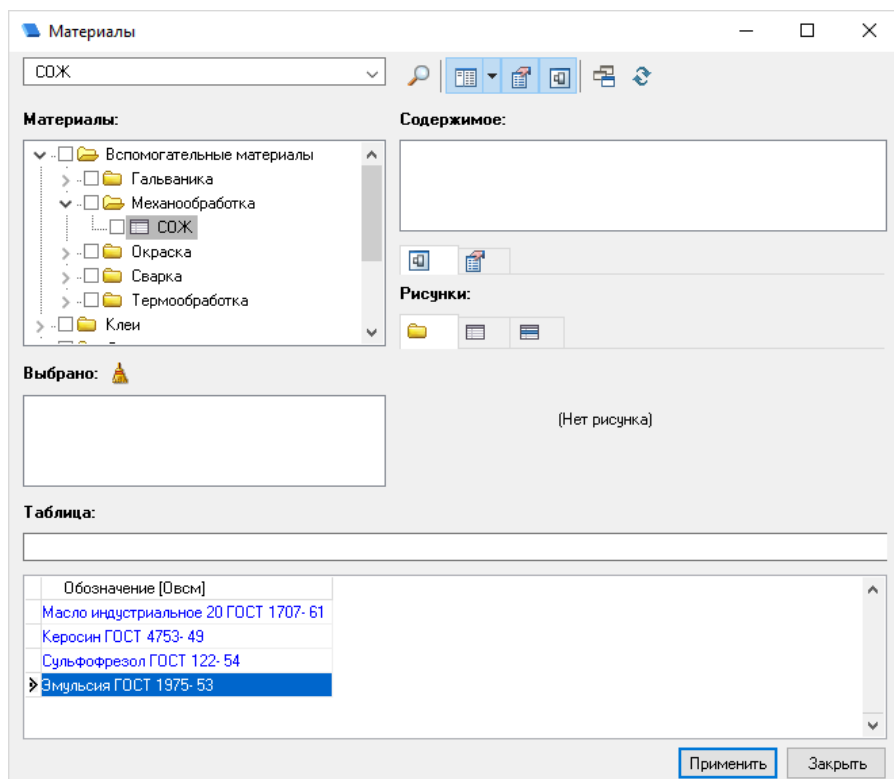 Материалы
СОЖ
Материалы:
Вспомогательные материалы
Гальваника
Механообработка
СОЖ
Окраска
Сварка
Термообработка
Клеи
Выбрано:
Содержимое:
Рисунки:
(Нет рисунка)
Таблица:
Обозначение [Овсм]
Масло индустриальное 20 ГОСТ 1707- 61
Керосин ГОСТ 4753- 49
Сульфофрезол ГОСТ 122- 54
Эмульсия ГОСТ 1975- 53
Применить
Закрыть